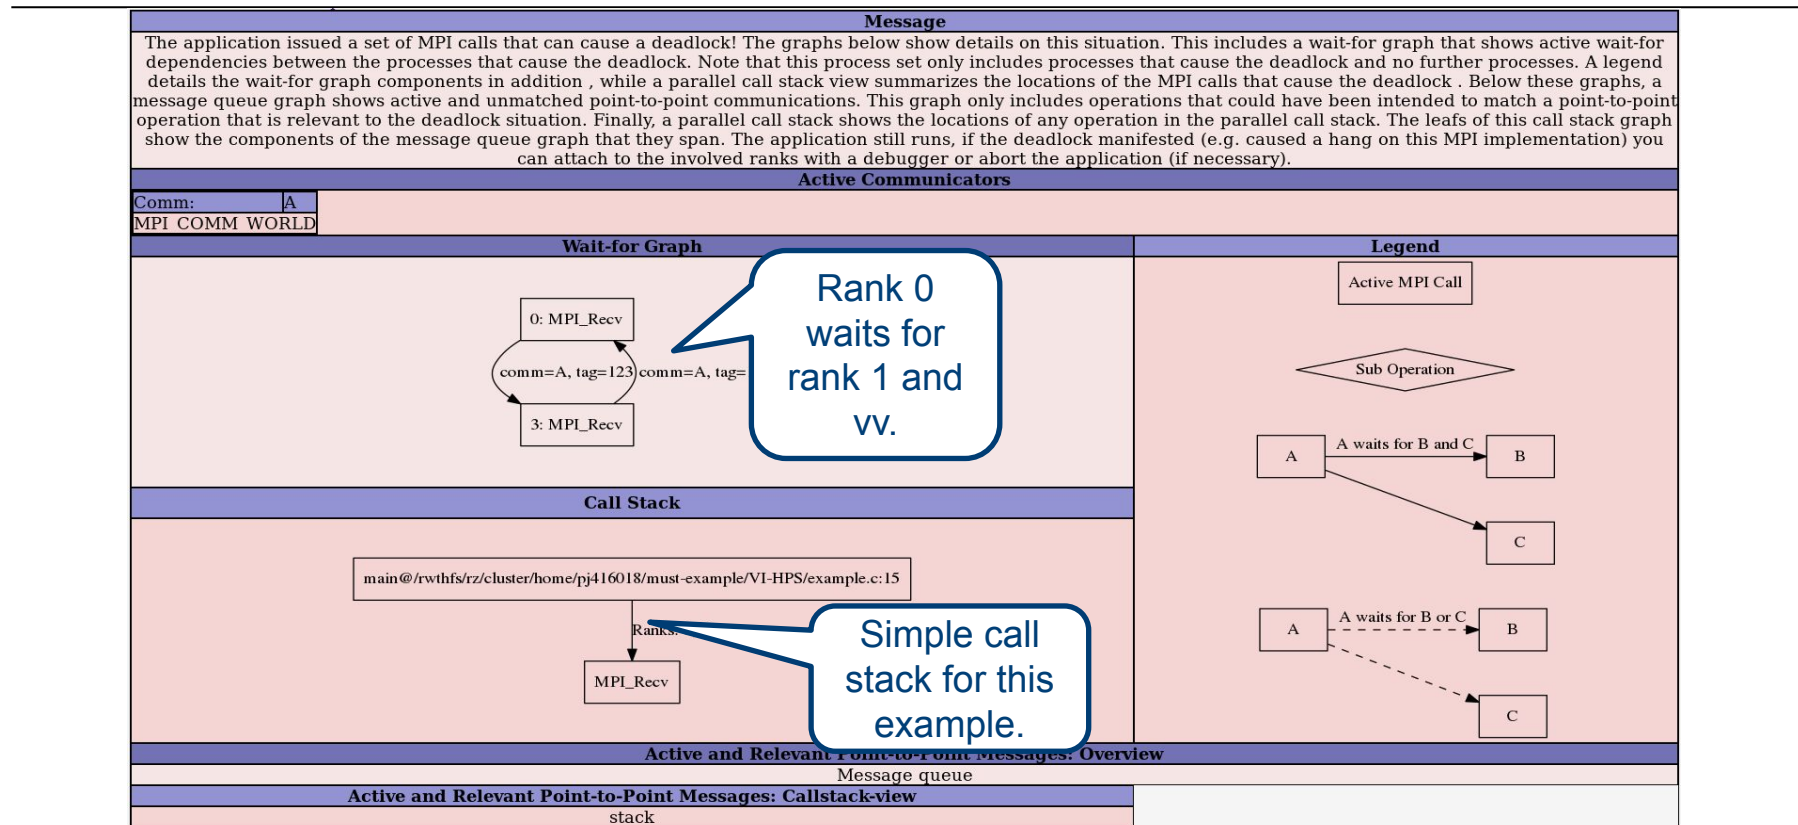 Message
The application issued a set of MPI calls that can cause a deadlock! The graphs below show details on this situation. This includes a wait-for graph that shows active wait-for
dependencies between the processes that cause the deadlock. Note that this process set only includes processes that cause the deadlock and no further processes. A legend
details the wait-for graph components in addition , while a parallel call stack view summarizes the locations of the MPI calls that cause the deadlock . Below these graphs, a
message queue graph shows active and unmatched point-to-point communications. This graph only includes operations that could have been intended to match a point-to-point
operation that is relevant to the deadlock situation. Finally, a parallel call stack shows the locations of any operation in the parallel call stack. The leafs of this call stack graph
show the components of the message queue graph that they span. The application still runs, if the deadlock manifested (e.g. caused a hang on this MPI implementation) you
can attach to the involved ranks with a debugger or abort the application (if necessary).
Active Communicators
Comm: A
MPI_COMM_WORLD
Wait-for Graph
0: MPI_Recv
comm=A, tag=123 comm=A, tag=
3: MPI_Recv
Rank 0
waits for
rank 1 and
vv.
Call Stack
main@/rwthfs/rz/cluster/home/pj416018/must-example/VI-HPS/example.c:15
Ranks:
MPI_Recv
Simple call
stack for this
example.
Legend
Active MPI Call
Sub Operation
A waits for B and C
A
B
C
A waits for B or C
A
B
C
Active and Relevant Point-to-Point Messages: Overview
Message queue
Active and Relevant Point-to-Point Messages: Callstack-view
stack